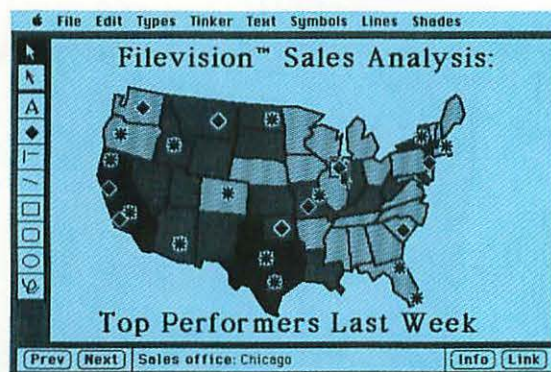 File Edit Types Tinker Text Symbols Lines Shades
Filevision™ Sales Analysis:
A
Top Performers Last Week
Prev Next Sales office: Chicago Info Link